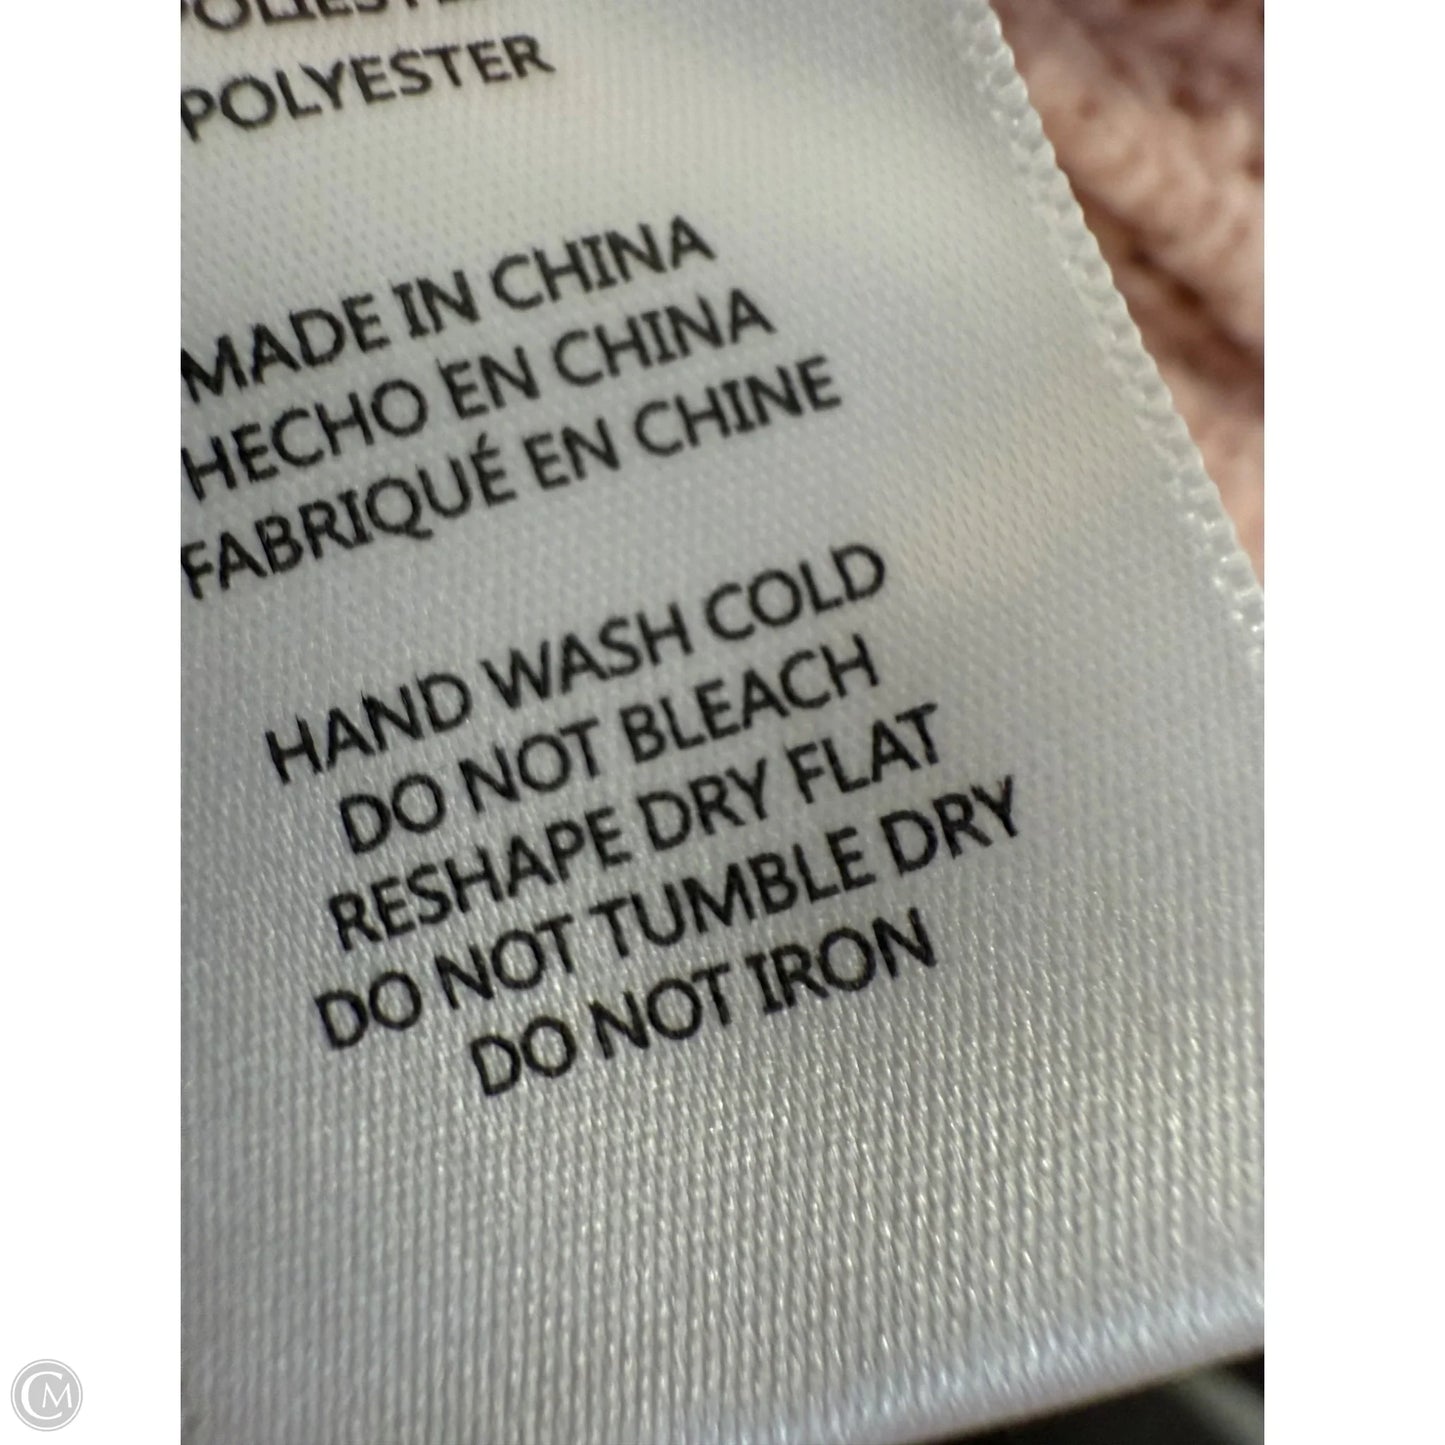 POLYESTER
MADE IN CHINA
HECHO EN CHINA
FABRIQUÉ EN CHINE
HAND WASH COLD
DO NOT BLEACH
RESHAPE DRY FLAT
DO NOT TUMBLE DRY
DO NOT IRON
CM